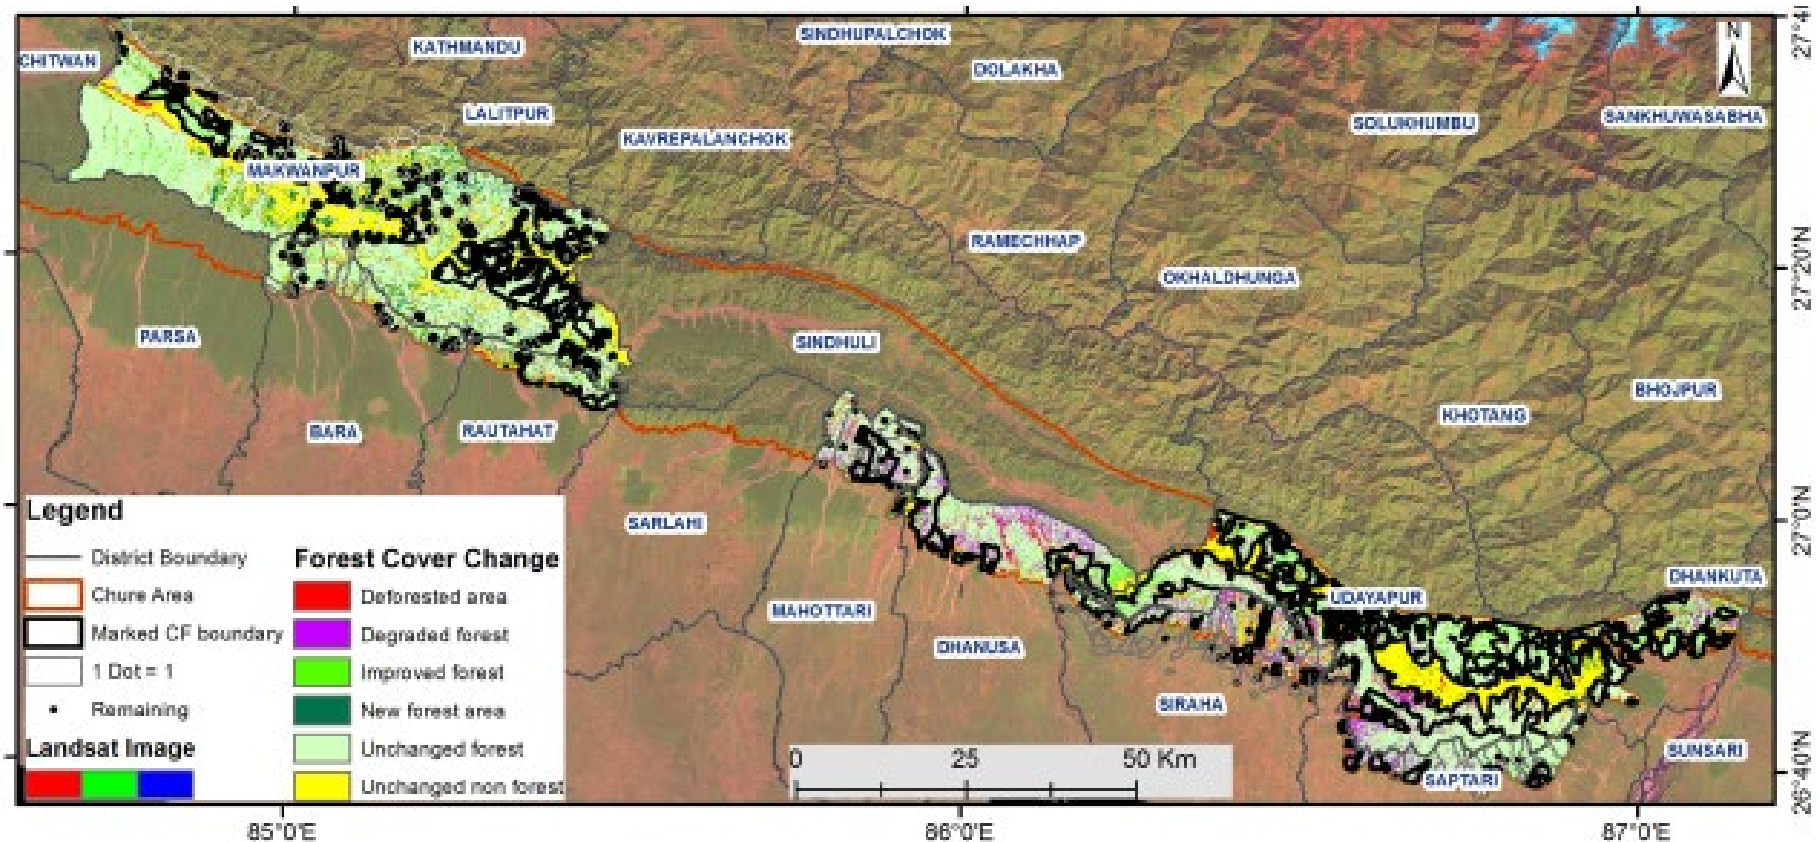 27°4
N
SINDHUPALCHOK
KATHMANDU
CHITWAN
DOLAKHA
LALITPUR
SOLUKHUMBU
SANKHUWASABHA
KAVREPALANCHOK
MAKWANPUR
RAMECHHAP
OKHALDHUNGA
27°20'N
PARSA
SINDHULI
BHOJPUR
KHOTANG
BARA
RAUTAHAT
SARLAHI
27°0'N
Legend
District Boundary
Chure Area
Marked CF boundary
1 Dot = 1
Remaining
Landsat Image
Forest Cover Change
Deforested area
Degraded forest
Improved forest
New forest area
Unchanged forest
Unchanged non forest
DHANKUTA
UDAYAPUR
MAHOTTARI
DHANUSA
SIRAHA
SUNSARI
SAPTARI
0 25 50 Km
26°40'N
85°0'E 86°0'E 87°0'E